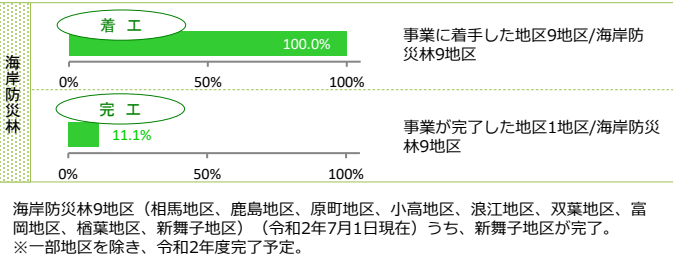 海岸防災林
着 工
100.0%
0%
50%
100%
事業に着手した地区9地区/海岸防
災林9地区
完 工
11.1%
0%
50%
100%
事業が完了した地区1地区/海岸防災
林9地区
海岸防災林9地区（相馬地区、鹿島地区、原町地区、小高地区、浪江地区、双葉地区、富
岡地区、楢葉地区、新舞子地区）（令和2年7月1日現在）うち、新舞子地区が完了。
※一部地区を除き、令和2年度完了予定。